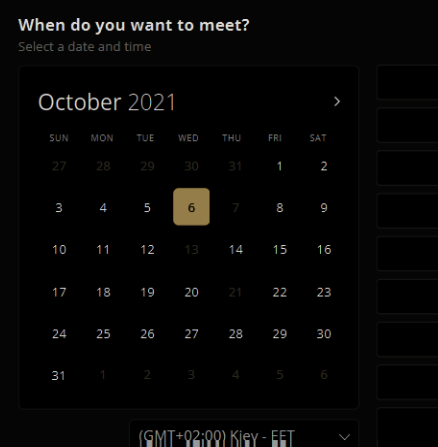 When do you want to meet?
Select a date and time
October 2021
SUN MON TUE WED THU FRI SAT
27 28 29 30 31 1 2
3 4 5 6 7 8 9
10 11 12 13 14 15 16
17 18 19 20 21 22 23
24 25 26 27 28 29 30
31 1 2 3 4 5 6
(GMT+02:00) Kiev - EET